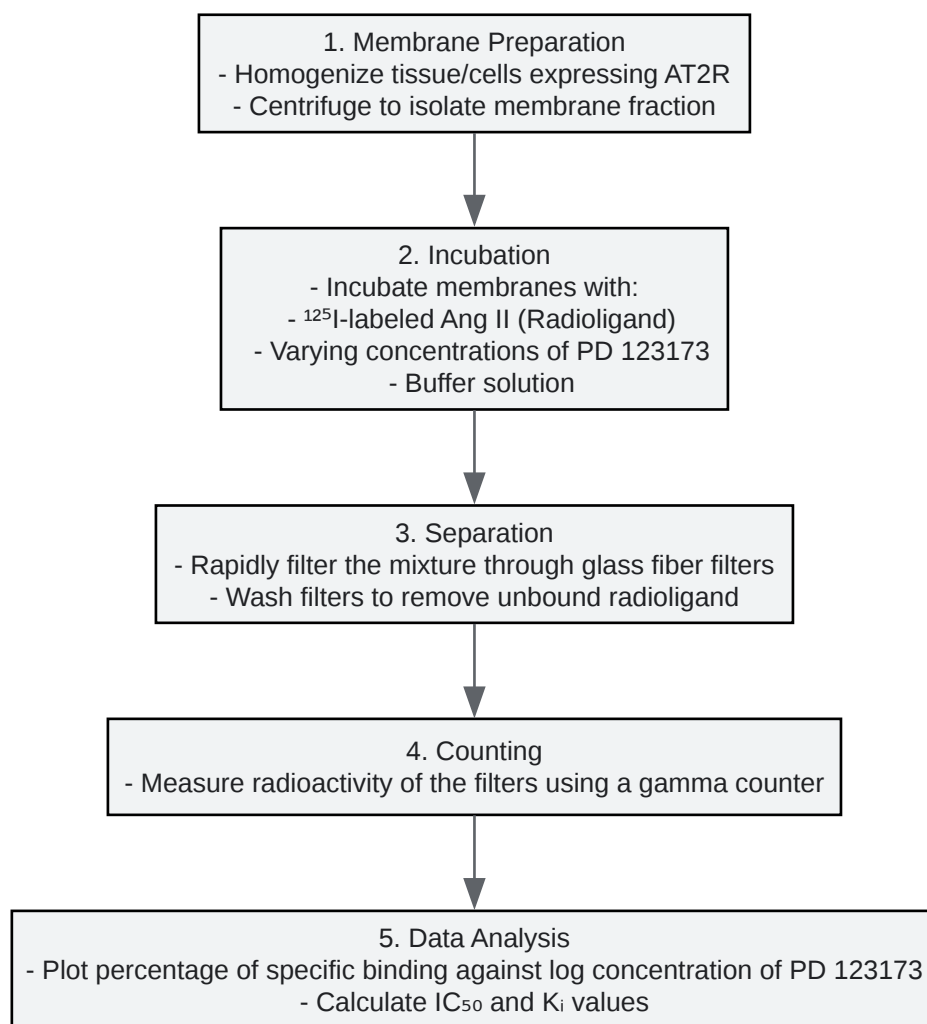 1. Membrane Preparation
- Homogenize tissue/cells expressing AT2R
- Centrifuge to isolate membrane fraction
2. Incubation
- Incubate membranes with:
- ¹²⁵I-labeled Ang II (Radioligand)
- Varying concentrations of PD 123173
- Buffer solution
3. Separation
- Rapidly filter the mixture through glass fiber filters
- Wash filters to remove unbound radioligand
4. Counting
- Measure radioactivity of the filters using a gamma counter
5. Data Analysis
- Plot percentage of specific binding against log concentration of PD 123173
- Calculate IC₅₀ and Kᵢ values